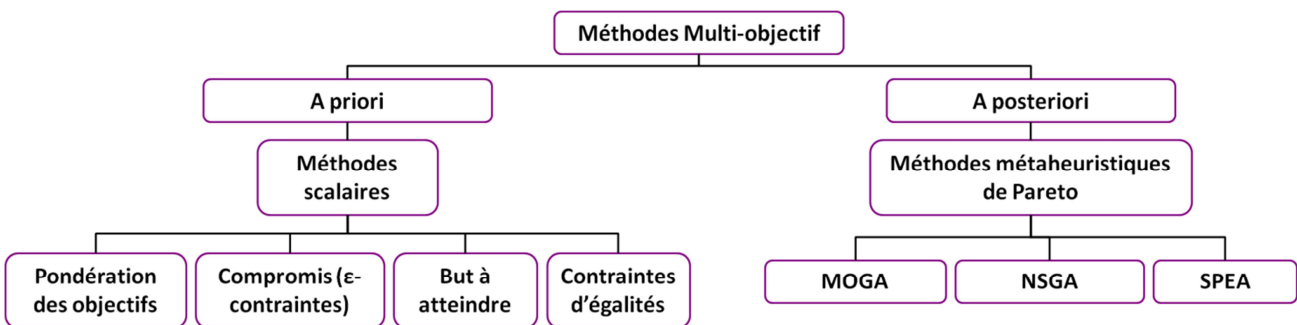 Méthodes Multi-objectif
A priori
A posteriori
Méthodes
scalaires
Méthodes métaheuristiques
de Pareto
Pondération
des objectifs
Compromis (ε-
contraintes)
But à
atteindre
Contraintes
d'égalités
MOGA
NSGA
SPEA